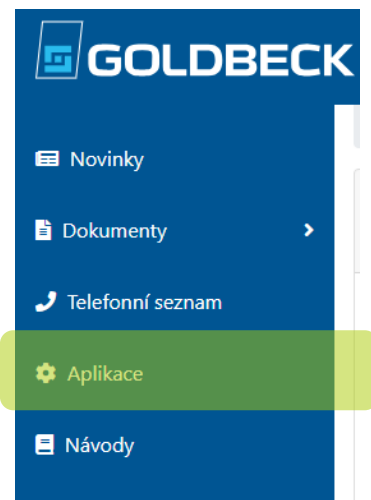 GOLDBECK
Novinky
Dokumenty
Telefonní seznam
Aplikace
Návody